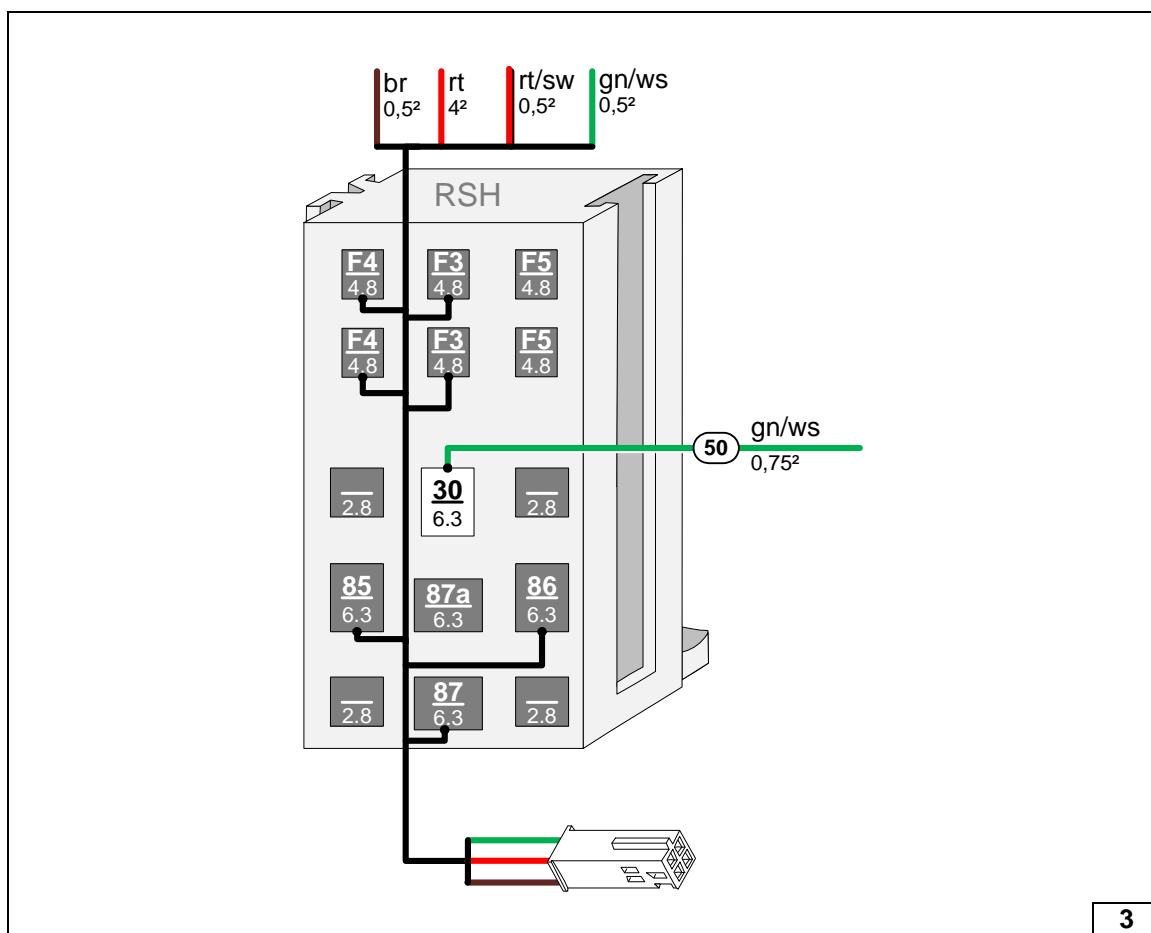 br rt rt/sw gn/ws
0,5² 4² 0,5² 0,5²
RSH
F4 F3 F5
4.8 4.8 4.8
F4 F3 F5
4.8 4.8 4.8
50 gn/ws
0,75²
30
2.8 6.3 2.8
85 87a 86
6.3 6.3 6.3
87
2.8 6.3 2.8
3